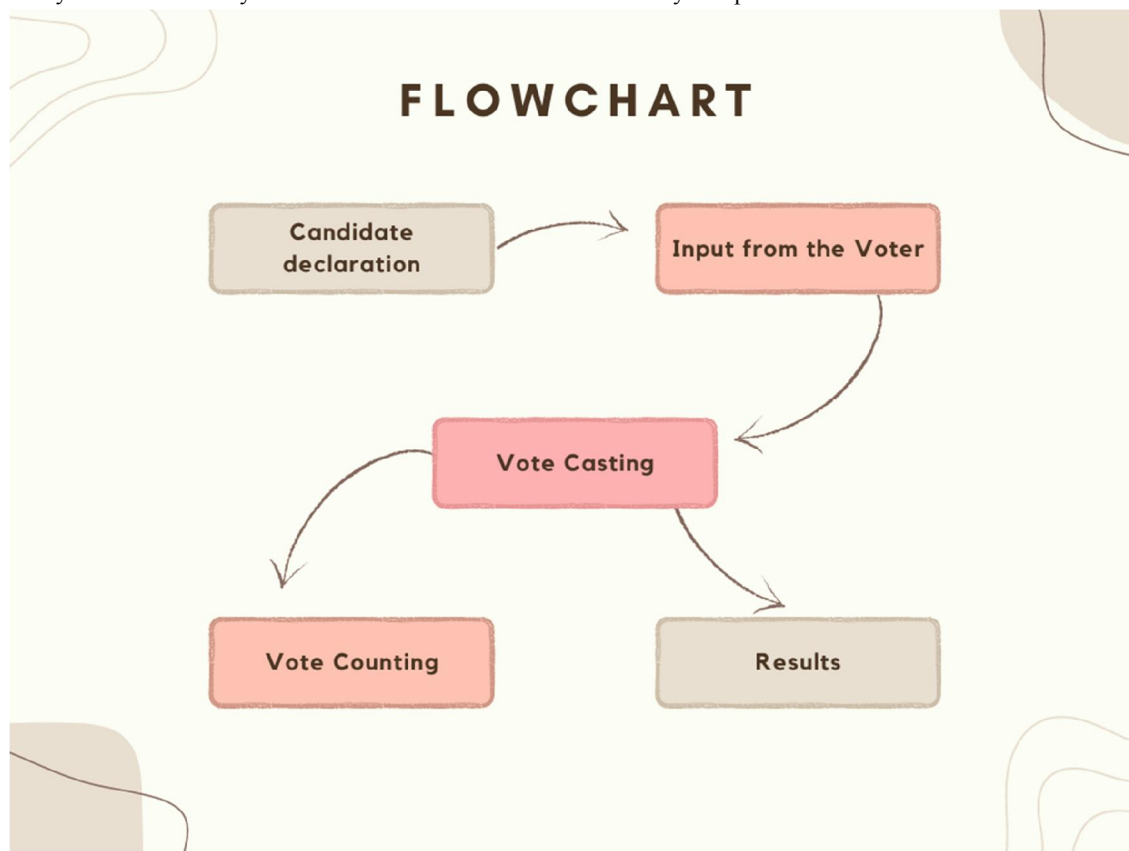 FLOWCHART
Candidate
declaration
Input from the Voter
Vote Casting
Vote Counting
Results